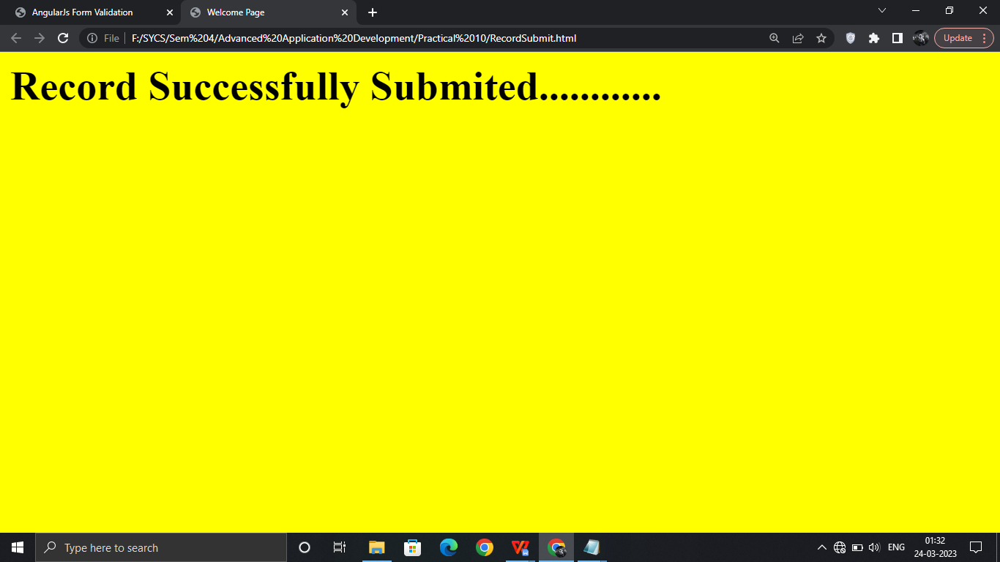 AngularJs Form Validation
Welcome Page
File
F:/SYCS/Sem%204/Advanced%20Application%20Development/Practical%2010/RecordSubmit.html
Update
Record Successfully Submited............
Type here to search
ENG
01:32
24-03-2023